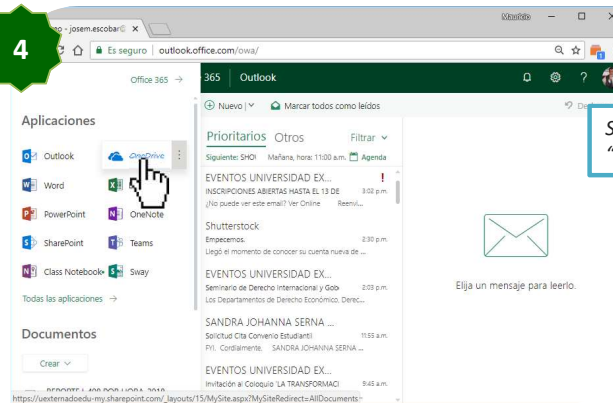 4
go - josem.escobar
Mauricio
Es seguro | outlook.office.com/owa/
Office 365 →
365 Outlook
Nuevo | Marcar todos como leídos
Aplicaciones
Outlook OneDrive
Word
PowerPoint OneNote
SharePoint Teams
Class Notebook Sway
Todas las aplicaciones →
Documentos
Crear
Prioritarios Otros Filtrar
Siguiente: SHO! Mañana, hora: 11:00 a.m. Agenda
EVENTOS UNIVERSIDAD EX... !
INSCRIPCIONES ABIERTAS HASTA EL 13 DE 3:02 p.m.
¿No puede ver este email? Ver Online Reenvi...
Shutterstock
Empecemos. 2:30 p.m.
Llegó el momento de conocer su cuenta nueva de ...
EVENTOS UNIVERSIDAD EX...
Seminario de Derecho Internacional y Gob 2:03 p.m.
Los Departamentos de Derecho Económico, Derec...
SANDRA JOHANNA SERNA ...
Solicitud Cita Convenio Estudianti) 11:55 a.m.
FYI. Cordialmente. SANDRA JOHANNA SERNA ...
EVENTOS UNIVERSIDAD EX...
Invitación al Coloquio 'LA TRANSFORMACI 9:45 a.m.
Elija un mensaje para leerlo.
S
“
https://uexternadoedu-my.sharepoint.com/_layouts/15/MySite.aspx?MySiteRedirect=AllDocuments